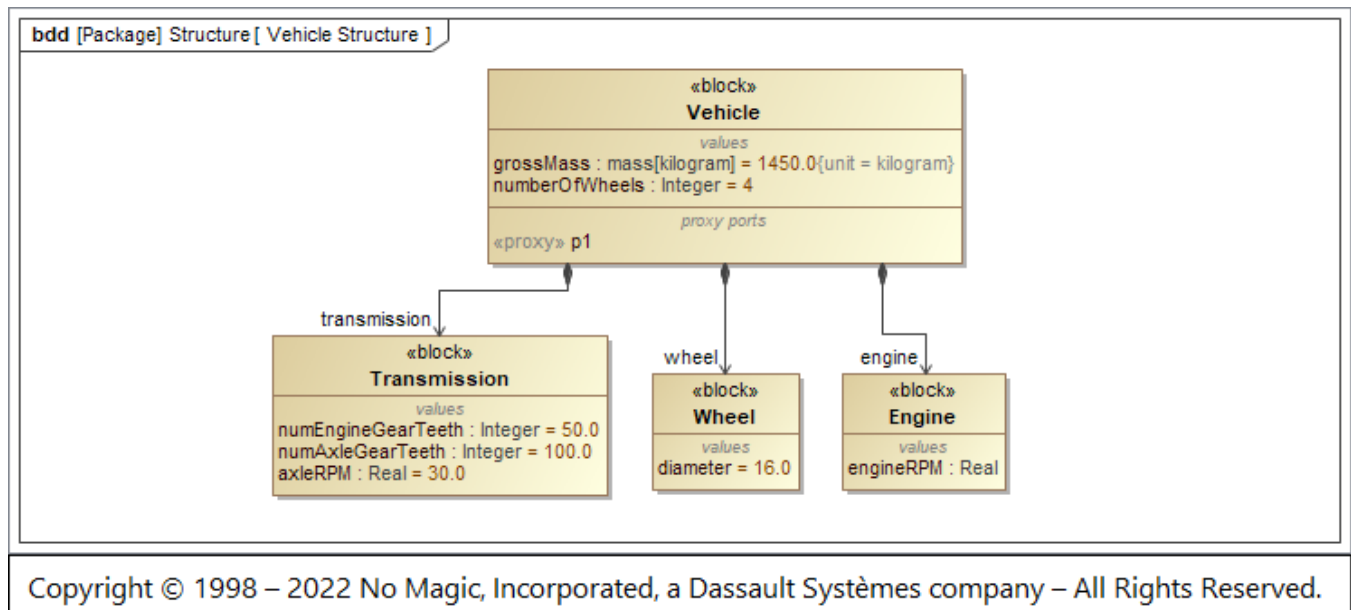 bdd [Package] Structure [ Vehicle Structure ]
«block»
Vehicle
values
grossMass : mass[kilogram] = 1450.0{unit = kilogram}
numberOfWheels : Integer = 4
proxy ports
«proxy» p1
transmission
wheel
engine
«block»
Transmission
values
numEngineGearTeeth : Integer = 50.0
numAxleGearTeeth : Integer = 100.0
axleRPM : Real = 30.0
«block»
Wheel
values
diameter = 16.0
«block»
Engine
values
engineRPM : Real
Copyright © 1998 – 2022 No Magic, Incorporated, a Dassault Systèmes company – All Rights Reserved.